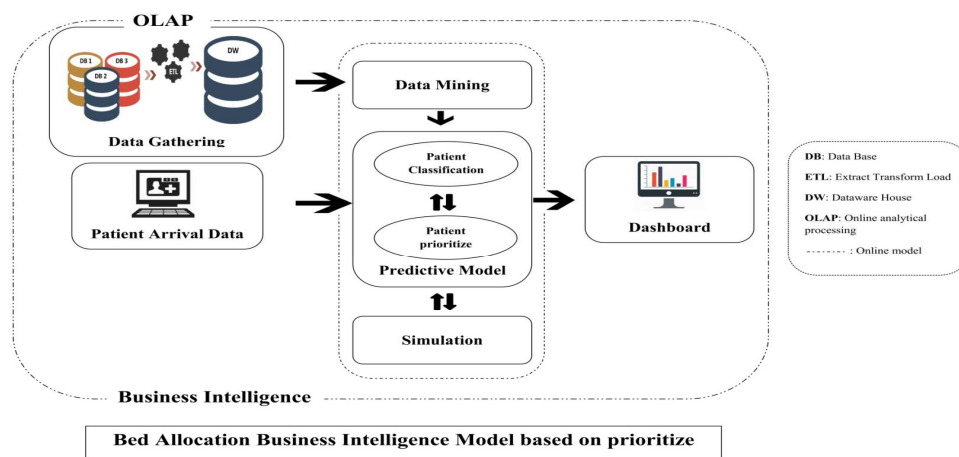 OLAP
DB 1
DB 3
DB 2
ETL
DW
Data Gathering
Patient Arrival Data
Data Mining
Patient
Classification
Patient
prioritize
Predictive Model
Simulation
Dashboard
DB: Data Base
ETL: Extract Transform Load
DW: Dataware House
OLAP: Online analytical
processing
: Online model
Business Intelligence
Bed Allocation Business Intelligence Model based on prioritize